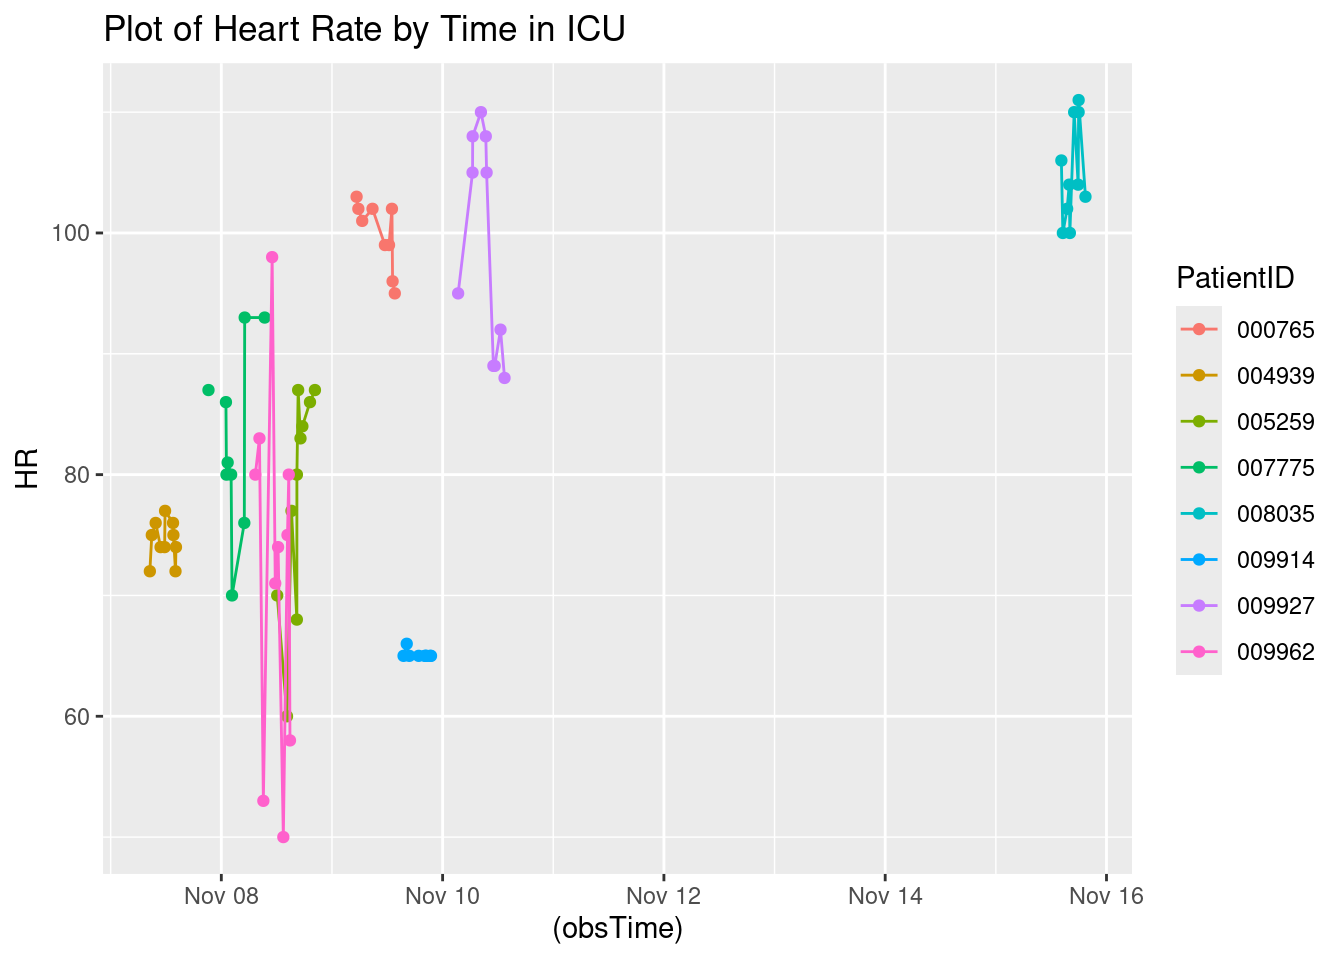 Plot of Heart Rate by Time in ICU
HR
100
80
60
Nov 08
Nov 10
Nov 12
Nov 14
Nov 16
(obsTime)
PatientID
000765
004939
005259
007775
008035
009914
009927
009962